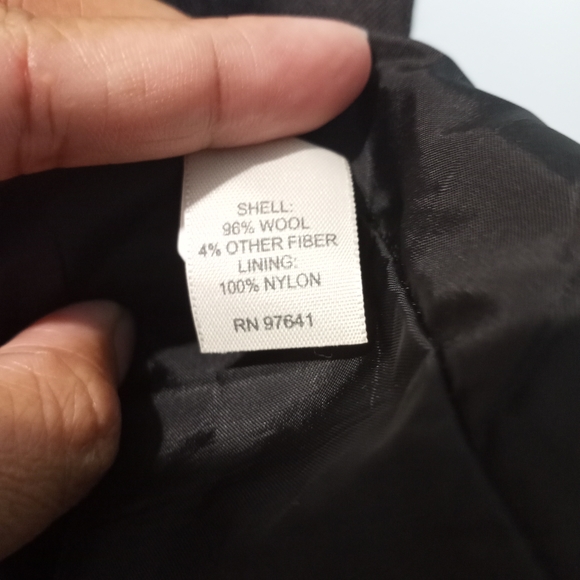 SHELL:
96% WOOL
4% OTHER FIBER
LINING:
100% NYLON
RN 97641